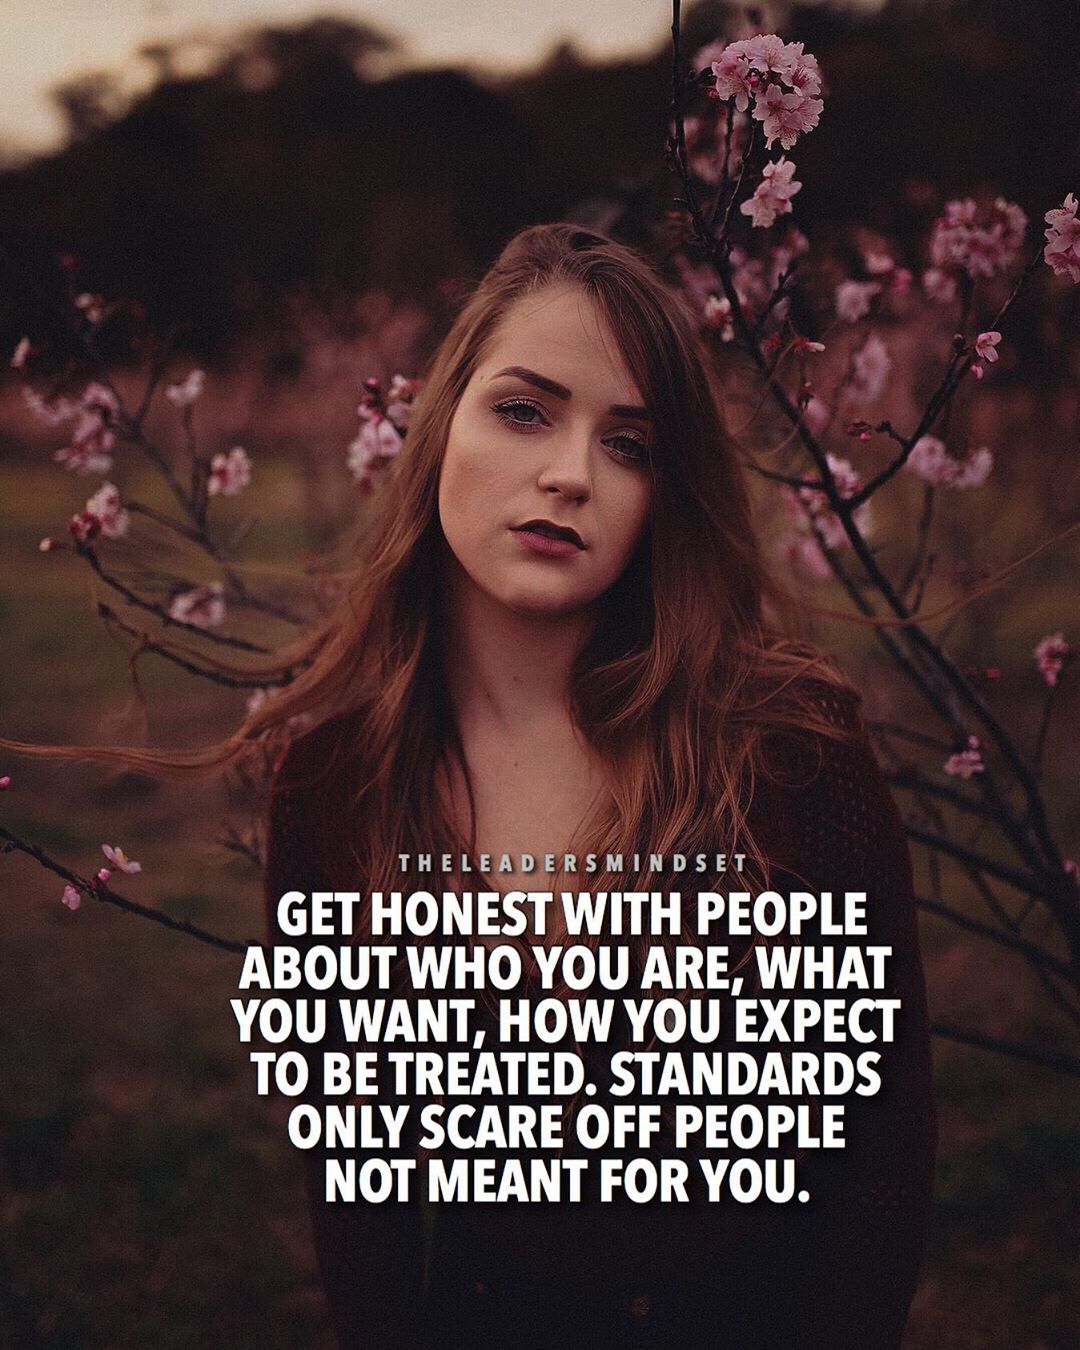 THELEADERSMINDSET
GET HONEST WITH PEOPLE
ABOUT WHO YOU ARE, WHAT
YOU WANT, HOW YOU EXPECT
TO BE TREATED. STANDARDS
ONLY SCARE OFF PEOPLE
NOT MEANT FOR YOU.